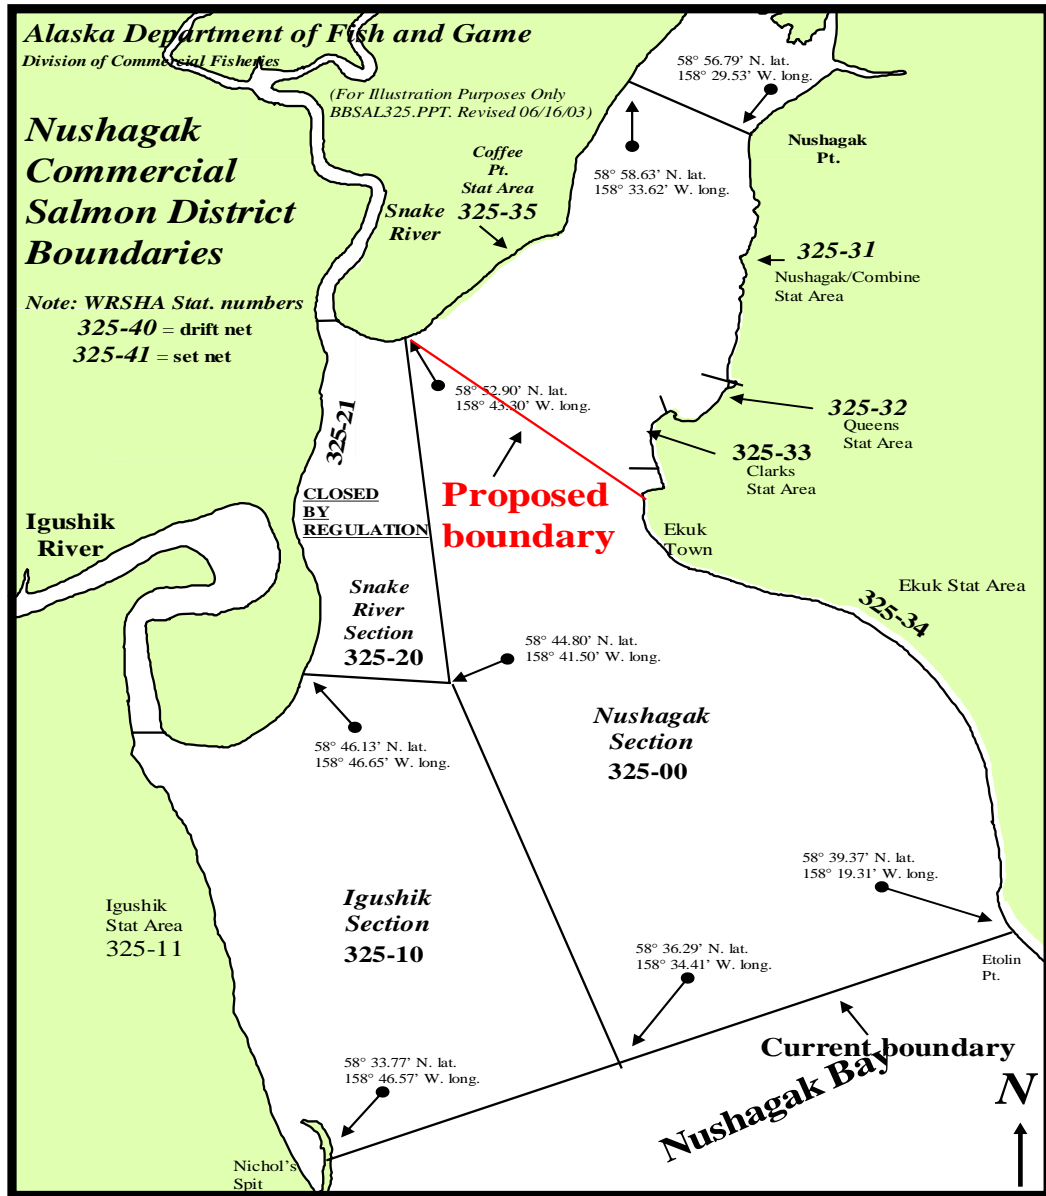 Alaska Department of Fish and Game
Division of Commercial Fisheries
(For Illustration Purposes Only
BBSAL325.PPT. Revised 06/16/03)
Nushagak
Commercial
Salmon District
Boundaries
Note: WRSHA Stat. numbers
325-40 = drift net
325-41 = set net
58° 56.79' N. lat.
158° 29.53' W. long.
Nushagak
Pt.
58° 58.63' N. lat.
158° 33.62' W. long.
Coffee
Pt.
Stat Area
325-35
Snake
River
325-31
Nushagak/Combine
Stat Area
58° 52.90' N. lat.
158° 43.30' W. long.
325-32
Queens
Stat Area
325-33
Clarks
Stat Area
325-21
CLOSED
BY
REGULATION
Proposed
boundary
Igushik
River
Ekuk
Town
Ekuk Stat Area
325-34
Snake
River
Section
325-20
58° 44.80' N. lat.
158° 41.50' W. long.
58° 46.13' N. lat.
158° 46.65' W. long.
Nushagak
Section
325-00
58° 39.37' N. lat.
158° 19.31' W. long.
Igushik
Stat Area
325-11
Igushik
Section
325-10
58° 36.29' N. lat.
158° 34.41' W. long.
Etolin
Pt.
Current boundary
Nushagak Bay
58° 33.77' N. lat.
158° 46.57' W. long.
N
Nichol's
Spit